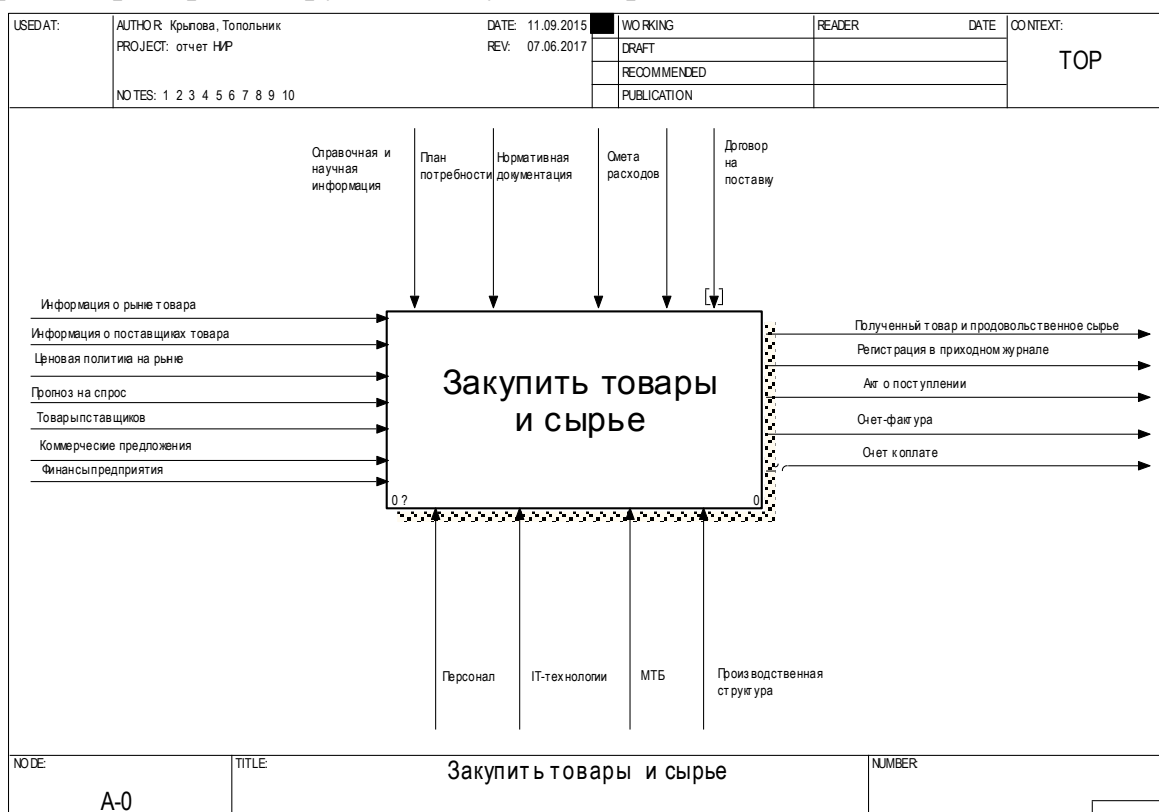 USED AT:
AUTHOR: Крылова, Топольник
DATE: 11.09.2015
WORKING
READER
DATE
CONTEXT:
PROJECT: отчет НИР
REV: 07.06.2017
DRAFT
TOP
RECOMMENDED
NOTES: 1 2 3 4 5 6 7 8 9 10
PUBLICATION
Справочная и
научная
информация
План
потребности
Нормативная
документация
Смета
расходов
Договор
на
поставку
Информация о рынке товара
Информация о поставщиках товара
Ценовая политика на рынке
Прогноз на спрос
Товары пставщиков
Коммерческие предложения
Финансы предприятия
Закупить товары
и сырье
0 ?
0
Полученный товар и продовольственное сырье
Регистрация в приходном журнале
Акт о поступлении
Счет-фактура
Счет к оплате
Персонал
IT-технологии
МТБ
Производственная
структура
NODE:
TITLE:
Закупить товары и сырье
NUMBER:
A-0